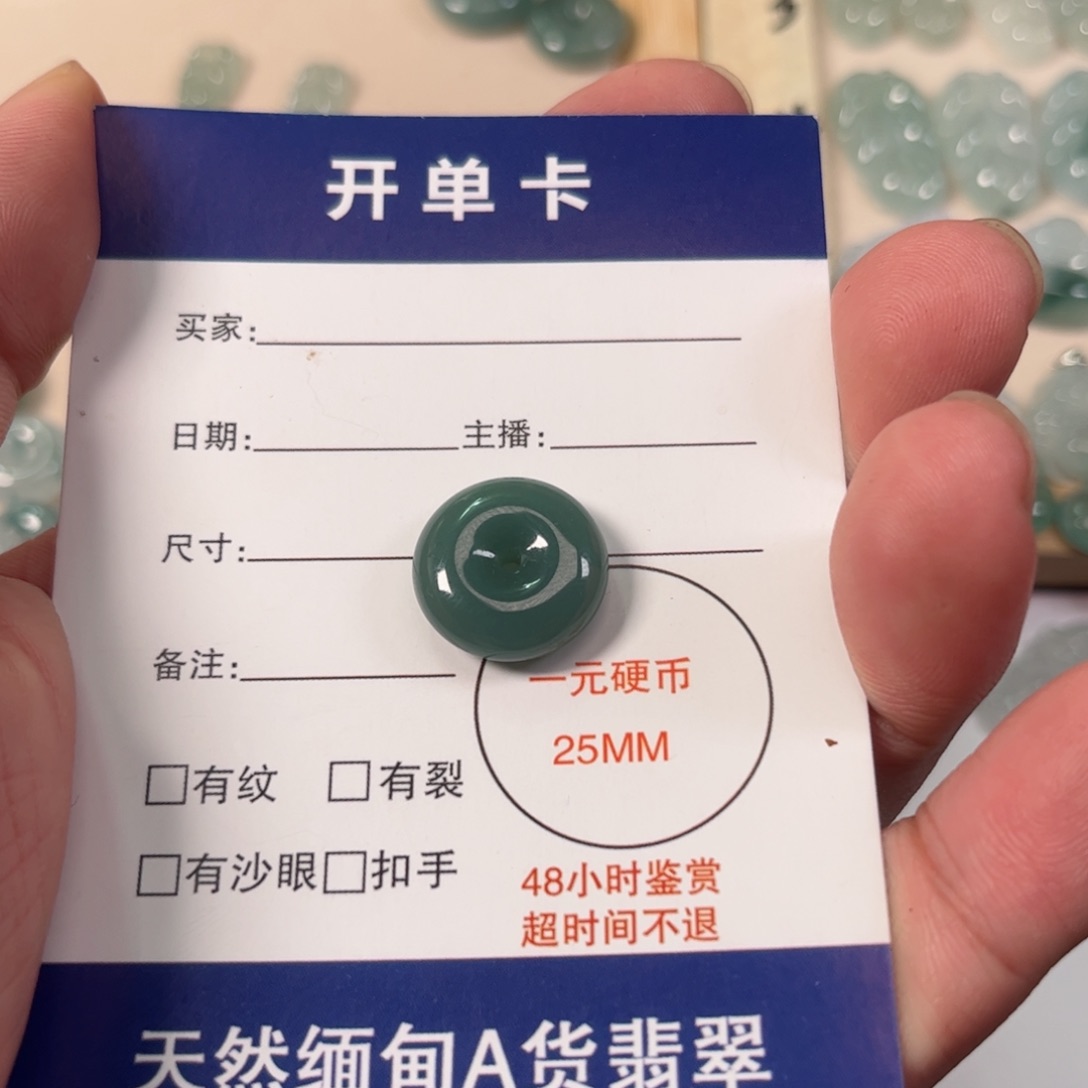 开单卡
买家:
日期: 主播:
尺寸:
备注:
一元硬币
25MM
□有纹 □有裂
□有沙眼□扣手
48小时鉴赏
超时间不退
天然缅甸A货翡翠